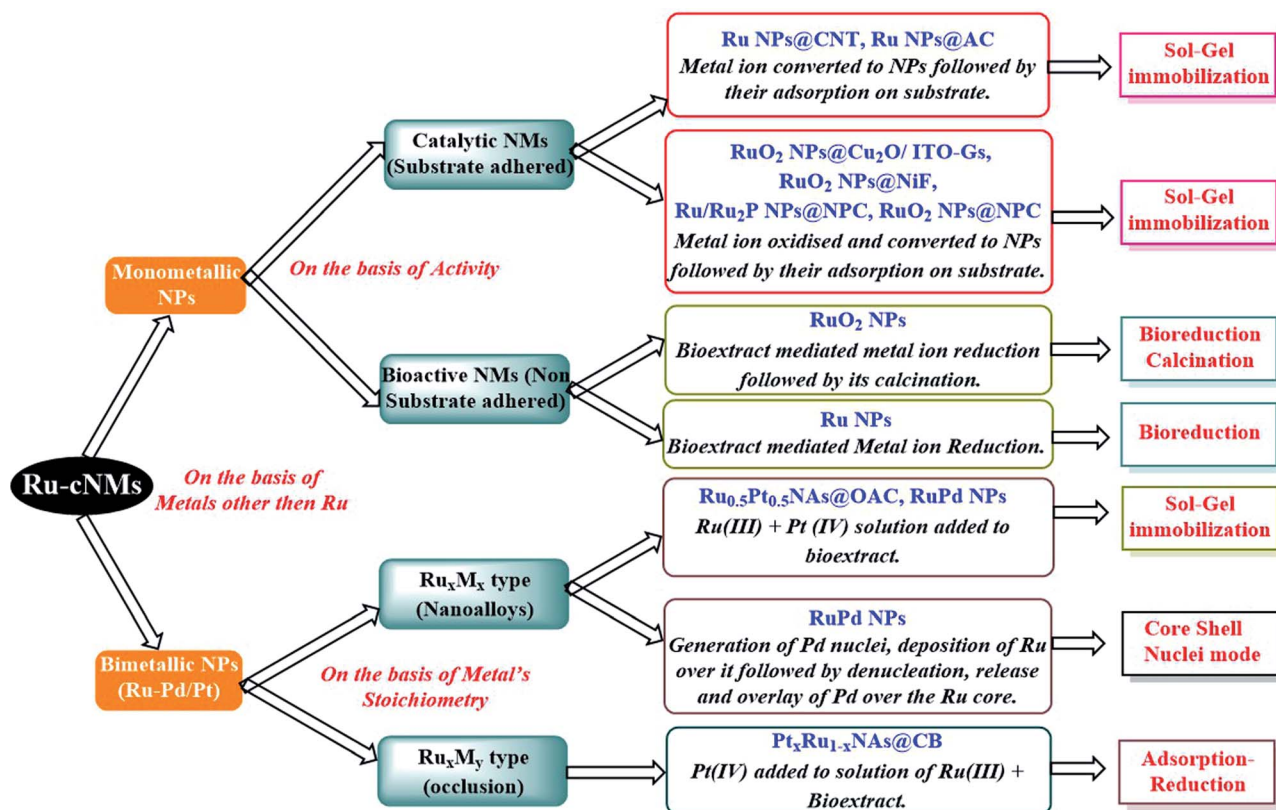 Ru NPs@CNT, Ru NPs@AC
Metal ion converted to NPs followed by
their adsorption on substrate.
Sol-Gel
immobilization
Catalytic NMs
(Substrate adhered)
RuO₂ NPs@Cu₂O/ ITO-Gs,
RuO₂ NPs@NiF,
Ru/Ru₂P NPs@NPC, RuO₂ NPs@NPC
Metal ion oxidised and converted to NPs
followed by their adsorption on substrate.
Sol-Gel
immobilization
Monometallic
NPs
On the basis of Activity
Bioactive NMs (Non
Substrate adhered)
RuO₂ NPs
Bioextract mediated metal ion reduction
followed by its calcination.
Bioreduction
Calcination
Ru NPs
Bioextract mediated Metal ion Reduction.
Bioreduction
Ru-cNMs
On the basis of
Metals other then Ru
Ru₀.₅Pt₀.₅NAs@OAC, RuPd NPs
Ru(III) + Pt (IV) solution added to
bioextract.
Sol-Gel
immobilization
RuₓMₓ type
(Nanoalloys)
RuPd NPs
Generation of Pd nuclei, deposition of Ru
over it followed by denucleation, release
and overlay of Pd over the Ru core.
Core Shell
Nuclei mode
Bimetallic NPs
(Ru-Pd/Pt)
On the basis of Metal's
Stoichiometry
RuₓMᵧ type
(occlusion)
PtₓRu₁₋ₓNAs@CB
Pt(IV) added to solution of Ru(III) +
Bioextract.
Adsorption-
Reduction